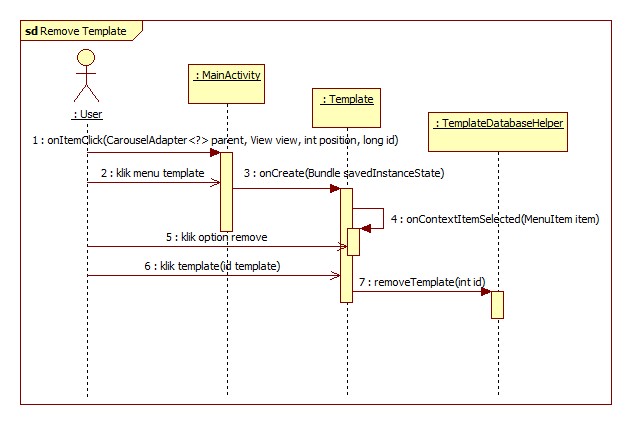 sd Remove Template
: MainActivity
: Template
: User
: TemplateDatabaseHelper
1 : onItemClick(CarouselAdapter<?> parent, View view, int position, long id)
2 : klik menu template
3 : onCreate(Bundle savedInstanceState)
4 : onContextItemSelected(MenuItem item)
5 : klik option remove
6 : klik template(id template)
7 : removeTemplate(int id)